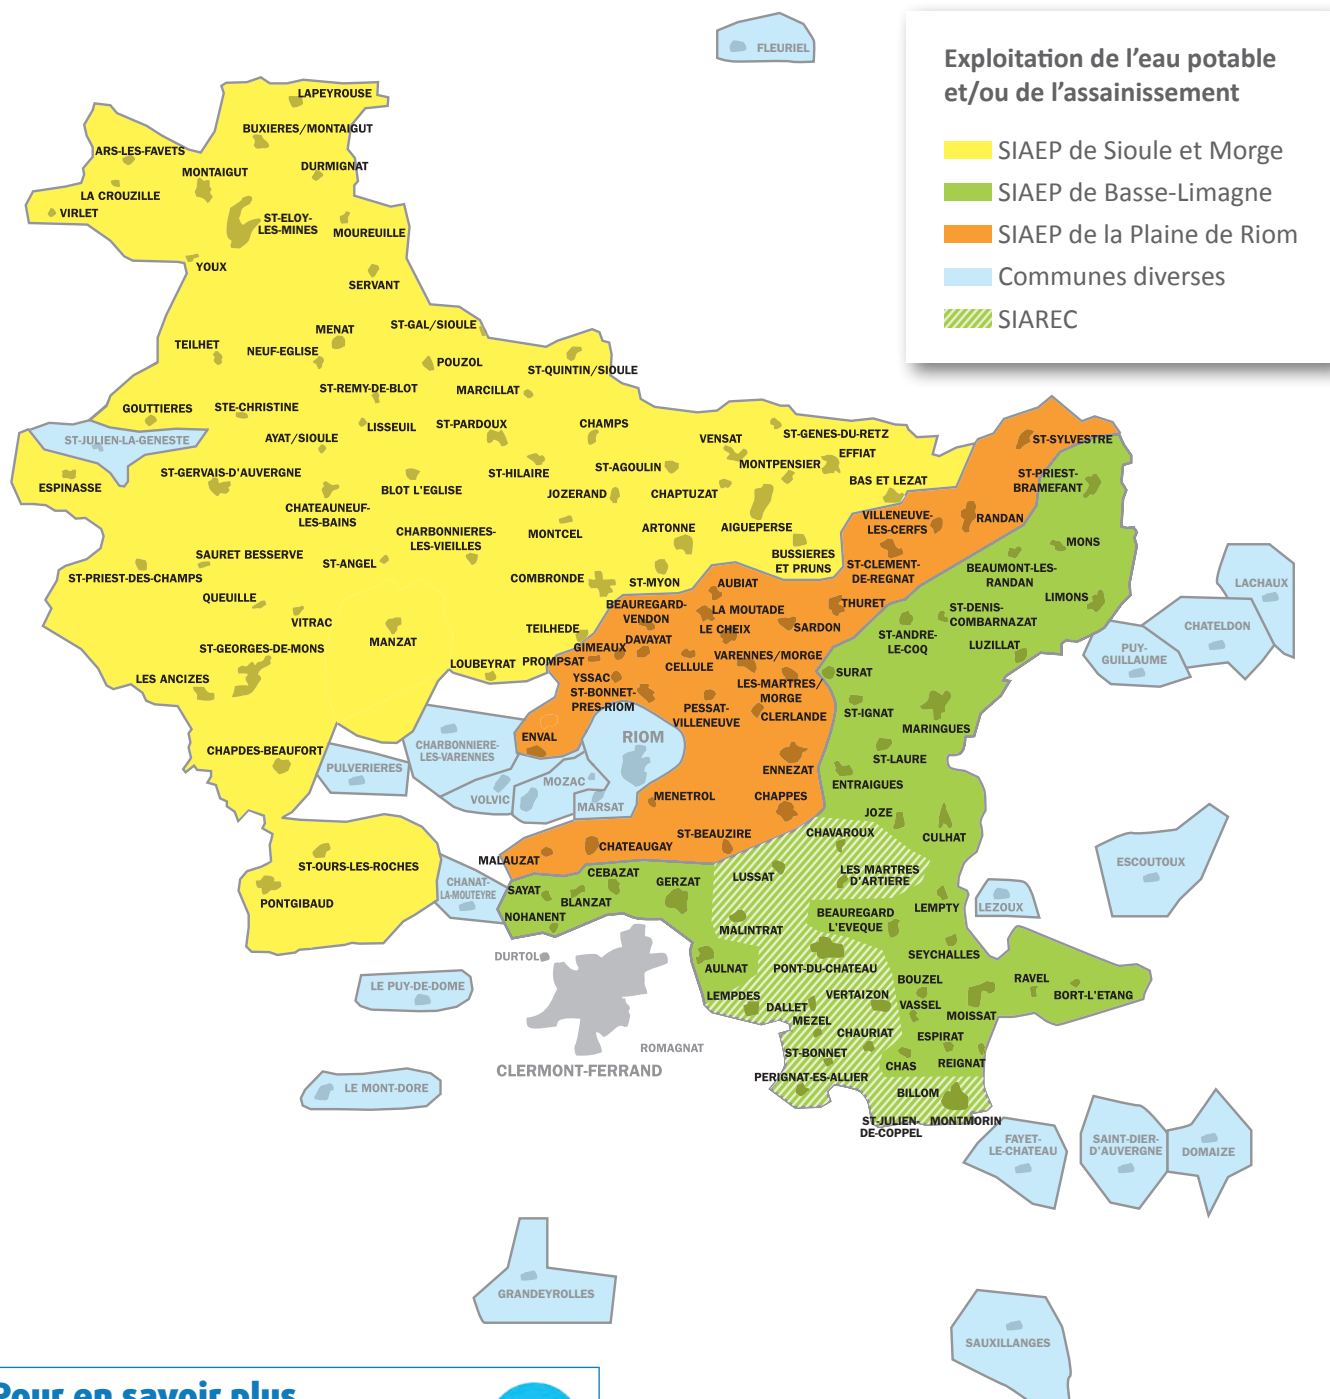 FLEURIEL
Exploitation de l'eau potable
et/ou de l'assainissement
SIAEP de Sioule et Morge
SIAEP de Basse-Limagne
SIAEP de la Plaine de Riom
Communes diverses
SIAREC
LAPEYROUSE
BUXIERES/MONTAIGUT
ARS-LES-FAVETS
MONTAIGUT
DURMIGNAT
LA CROUZILLE
VIRLET
ST-ELOY-
LES-MINES
MOUREUILLE
YOUX
SERVANT
MENAT
ST-GAL/SIOULE
TEILHET
NEUF-EGLISE
POUZOL
ST-QUINTIN/SIOULE
ST-REMY-DE-BLOT
MARCILLAT
GOUTTIERES
STE-CHRISTINE
LISSEUIL
ST-PARDOUX
CHAMPS
ST-JULIEN-LA-GENESTE
AYAT/SIOULE
VENSAT
ST-GENES-DU-RETZ
EFFIAT
ST-SYLVESTRE
ESPINASSE
ST-GERVAIS-D'AUVERGNE
BLOT L'EGLISE
ST-HILAIRE
ST-AGOULIN
MONTPENSIER
BAS ET LEZAT
ST-PRIEST-
BRAMEFANT
CHATEAUNEUF-
LES-BAINS
JOZERAND
CHAPTUZAT
VILLENEUVE-
LES-CERFS
RANDAN
CHARBONNIERES-
LES-VIEILLES
MONTCEL
ARTONNE
AIGUEPERSE
MONS
SAURET BESSERVE
ST-ANGEL
BUSSIERES
ET PRUNS
ST-CLEMENT-
DE-REGNAT
BEAUMONT-LES-
RANDAN
ST-PRIEST-DES-CHAMPS
COMBRONDE
ST-MYON
AUBIAT
LACHAUX
QUEUILLE
BEAUREGARD-
VENDON
LA MOUTADE
THURET
LIMONS
VITRAC
TEILHEDE
LE CHEIX
SARDON
ST-DENIS-
COMBARNAZAT
CHATELDON
MANZAT
GIMEAUX
DAVAYAT
ST-ANDRE-
LE-COQ
LUZILLAT
PUY-
GUILLAUME
ST-GEORGES-DE-MONS
LOUBEYRAT
PROMPSAT
CELLULE
VARENNES/MORGE
SURAT
LES ANCIZES
YSSAC
ST-BONNET-
PRES-RIOM
LES-MARTRES/
MORGE
PESSAT-
VILLENEUVE
CLERLANDE
ST-IGNAT
MARINGUES
CHAPDES-BEAUFORT
CHARBONNIERE-
LES-VARENNES
ENVAL
RIOM
ST-LAURE
PULVERIERES
VOLVIC
MOZAC
MARSAT
ENNEZAT
ENTRAIGUES
MENETROL
CHAPPES
JOZE
ST-BEAUZIRE
CHAVAROUX
CULHAT
CHATEAUGAY
MALAUZAT
ST-OURS-LES-ROCHES
PONTGIBAUD
CHANAT-
LA-MOUTEYRE
SAYAT
CEBAZAT
BLANZAT
NOHANENT
GERZAT
LUSSAT
LES MARTRES
D'ARTIERE
ESCOUTOUX
LEMPTY
LEZOUX
BEAUREGARD
L'EVEQUE
MALINTRAT
SEYCHALLES
DURTOL
AULNAT
PONT-DU-CHATEAU
BOUZEL
RAVEL
BORT-L'ETANG
LE PUY-DE-DOME
LEMPDES
DALLET
VERTAIZON
VASSEL
MOISSAT
MEZEL
CHAURIAT
ESPIRAT
ROMAGNAT
ST-BONNET
CHAS
REIGNAT
CLERMONT-FERRAND
PERIGNAT-ES-ALLIER
BILLOM
LE MONT-DORE
ST-JULIEN-
DE-COPPEL
MONTMORIN
FAYET-
LE-CHATEAU
SAINT-DIER-
D'AUVERGNE
DOMAIZE
GRANDEYROLLES
SAUXILLANGES
Pour en savoir plus